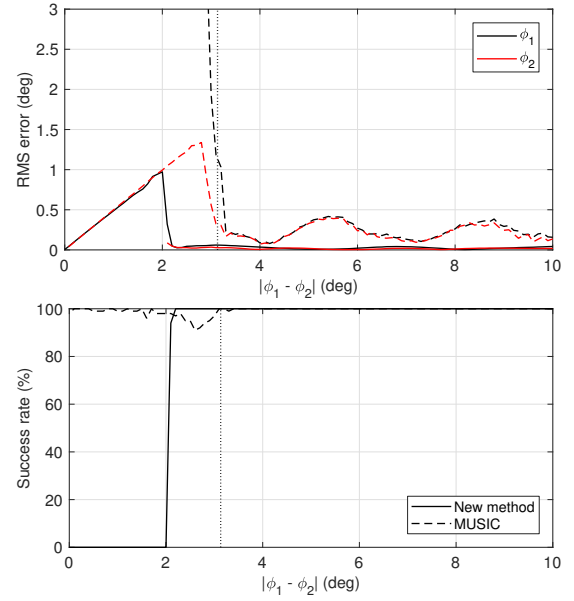 3
2.5
2
1.5
1
0.5
0
RMS error (deg)
ϕ1
ϕ2
0 2 4 6 8 10
|ϕ1 - ϕ2| (deg)
100
80
60
40
20
0
Success rate (%)
New method
MUSIC
0 2 4 6 8 10
|ϕ1 - ϕ2| (deg)